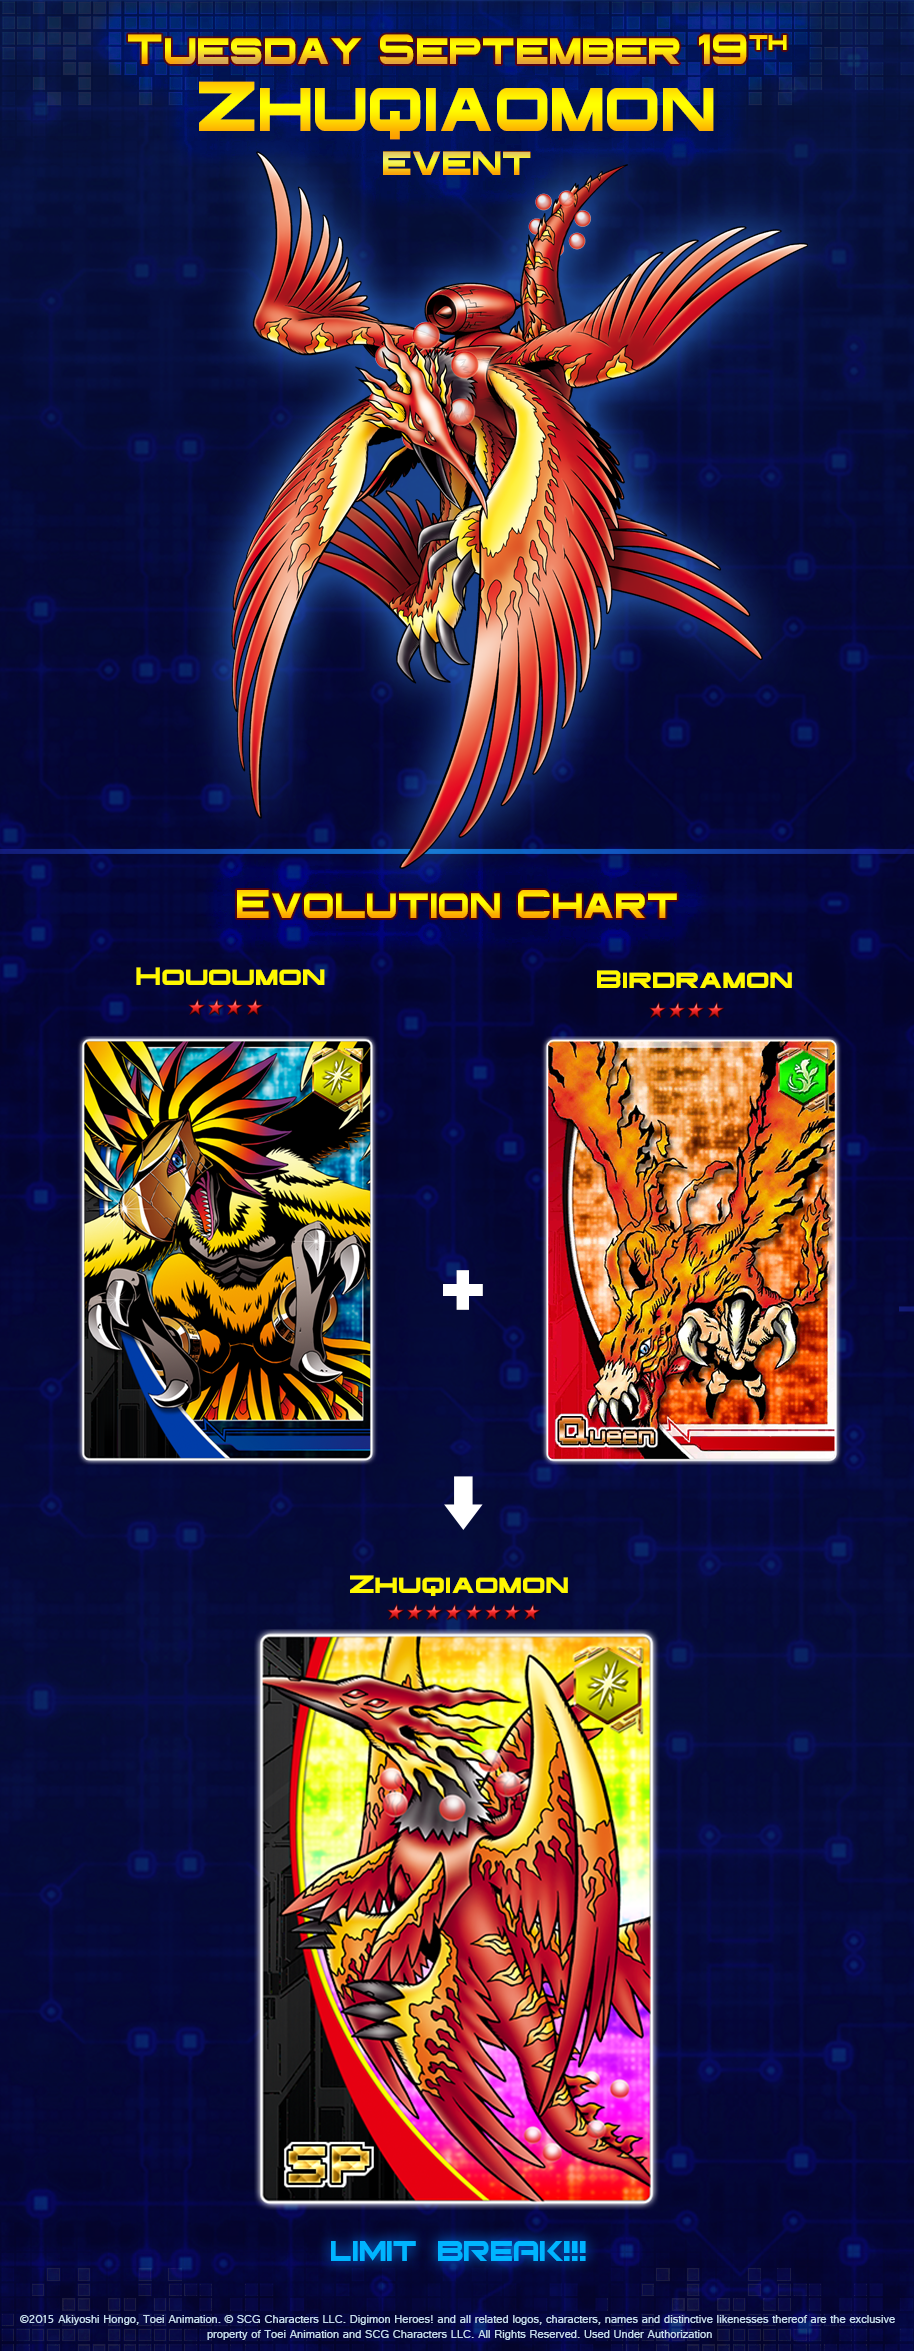 Tuesday September 19th
Zhuqiaomon
Event
Evolution Chart
Hououmon
Birdramon
Queen
Zhuqiaomon
SP
LIMIT BREAK!!!
©2015 Akiyoshi Hongo, Toei Animation. © SCG Characters LLC. Digimon Heroes! and all related logos, characters, names and distinctive likenesses thereof are the exclusive
property of Toei Animation and SCG Characters LLC. All Rights Reserved. Used Under Authorization